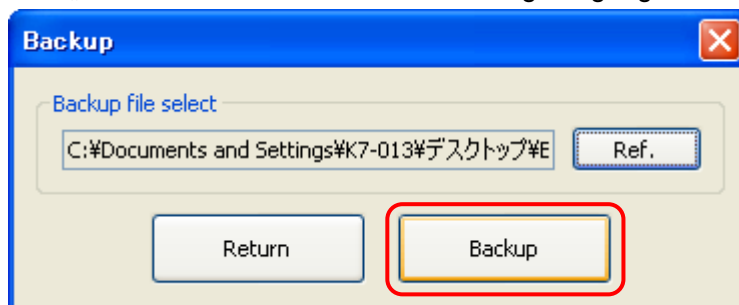 Backup
Backup file select
C:¥Documents and Settings¥K7-013¥デスクトップ¥E Ref.
Return Backup